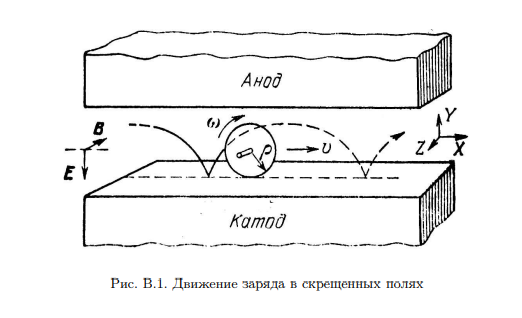 Анод
ω
B
E
ρ
υ
Y
Z
X
Катод
Рис. В.1. Движение заряда в скрещенных полях